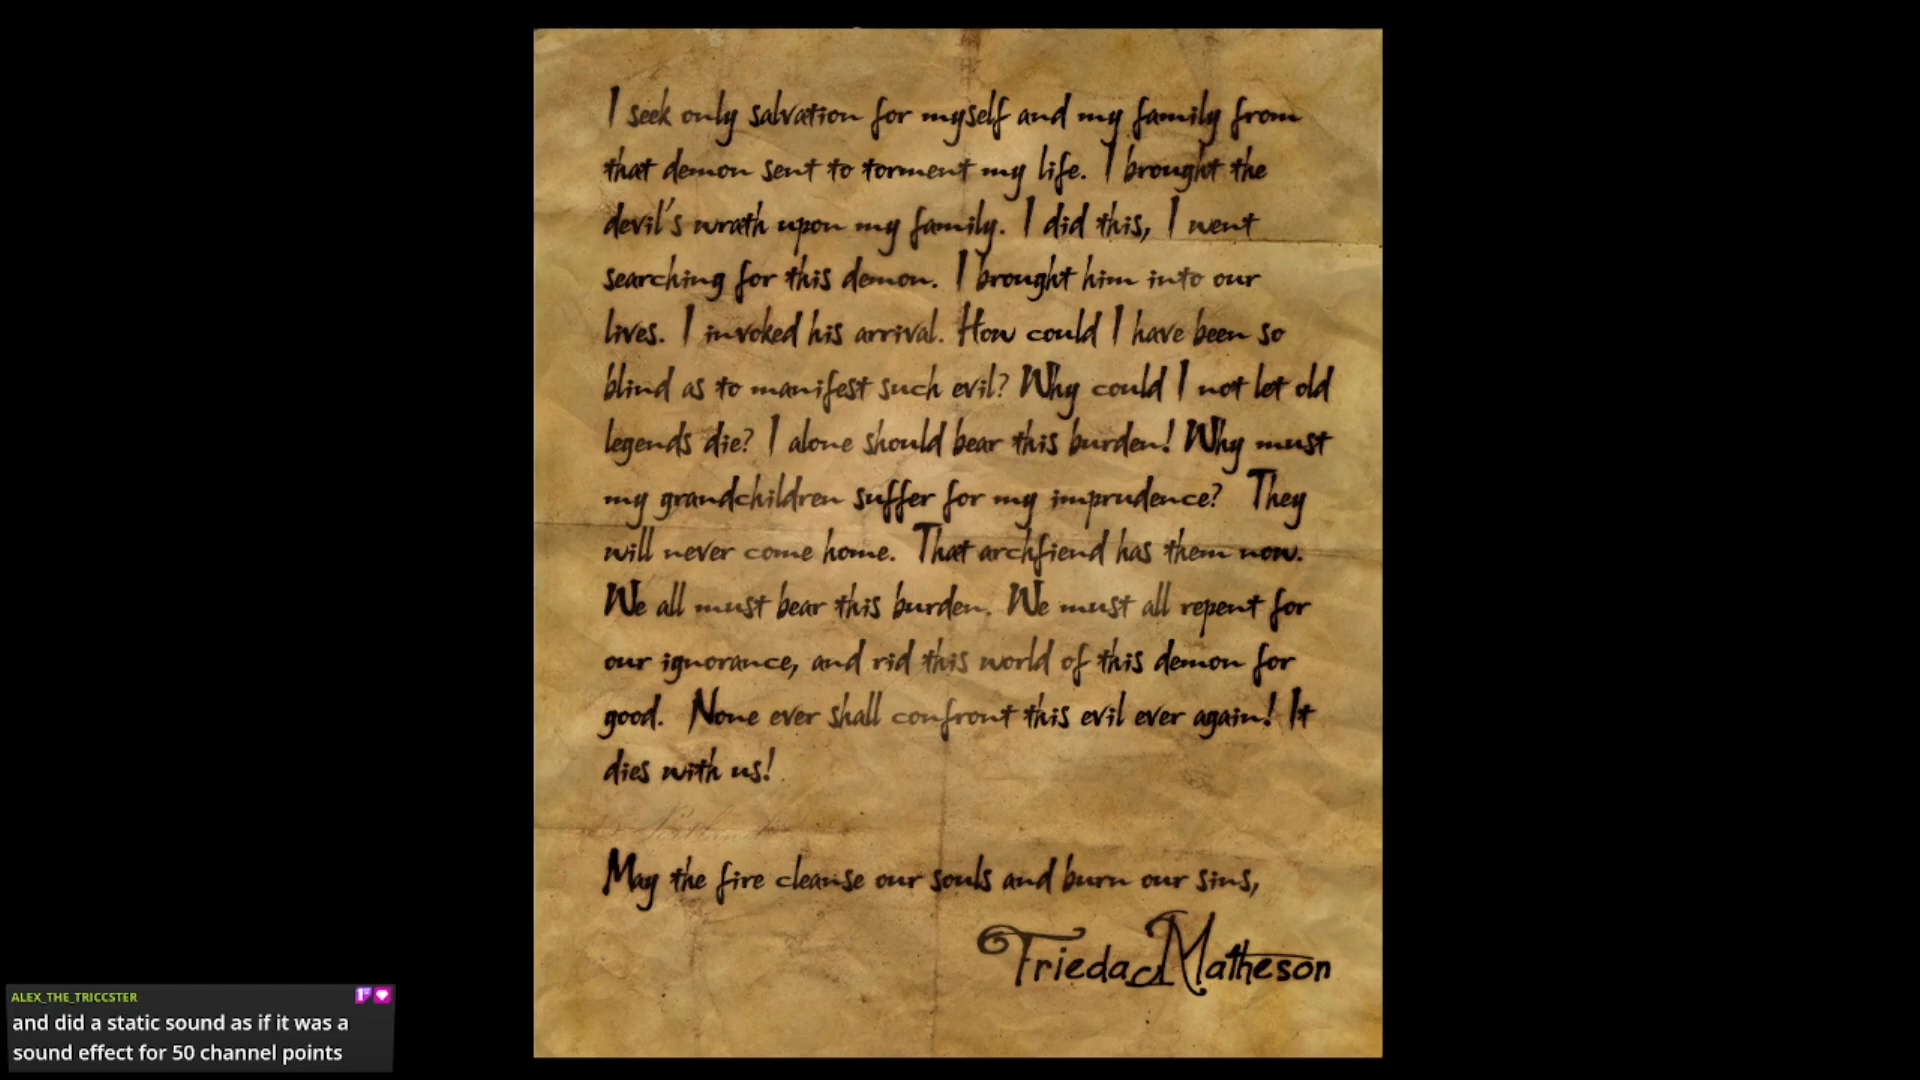 I seek only salvation for myself and my family from
that demon sent to torment my life. I brought the
devil's wrath upon my family. I did this, I went
searching for this demon. I brought him into our
lives. I invoked his arrival. How could I have been so
blind as to manifest such evil? Why could I not let old
legends die? I alone should bear this burden! Why must
my grandchildren suffer for my imprudence? They
will never come home. That archfiend has them now.
We all must bear this burden. We must all repent for
our ignorance, and rid this world of this demon for
good. None ever shall confront this evil ever again! It
dies with us!
May the fire cleanse our souls and burn our sins,
Frieda Matheson
ALEX_THE_TRICCSTER
and did a static sound as if it was a
sound effect for 50 channel points